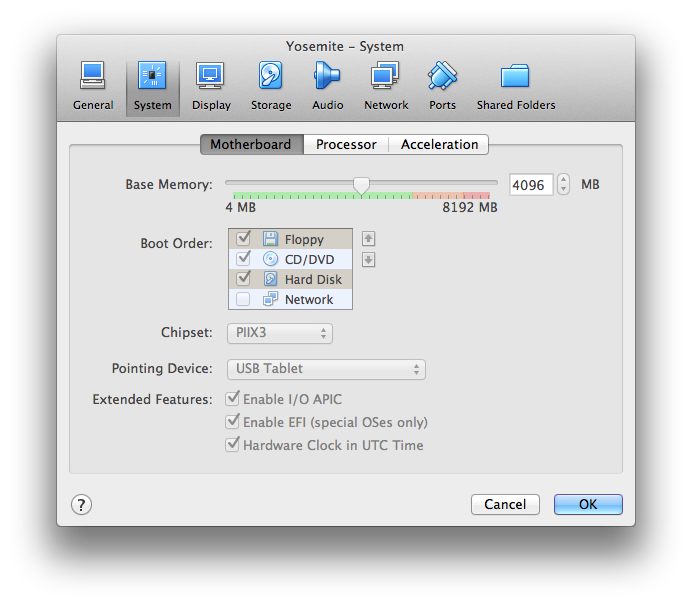 Yosemite – System
General System Display Storage Audio Network Ports Shared Folders
Motherboard Processor Acceleration
Base Memory: 4096 MB
4 MB 8192 MB
Boot Order: Floppy
CD/DVD
Hard Disk
Network
Chipset: PIIX3
Pointing Device: USB Tablet
Extended Features: Enable I/O APIC
Enable EFI (special OSes only)
Hardware Clock in UTC Time
? Cancel OK